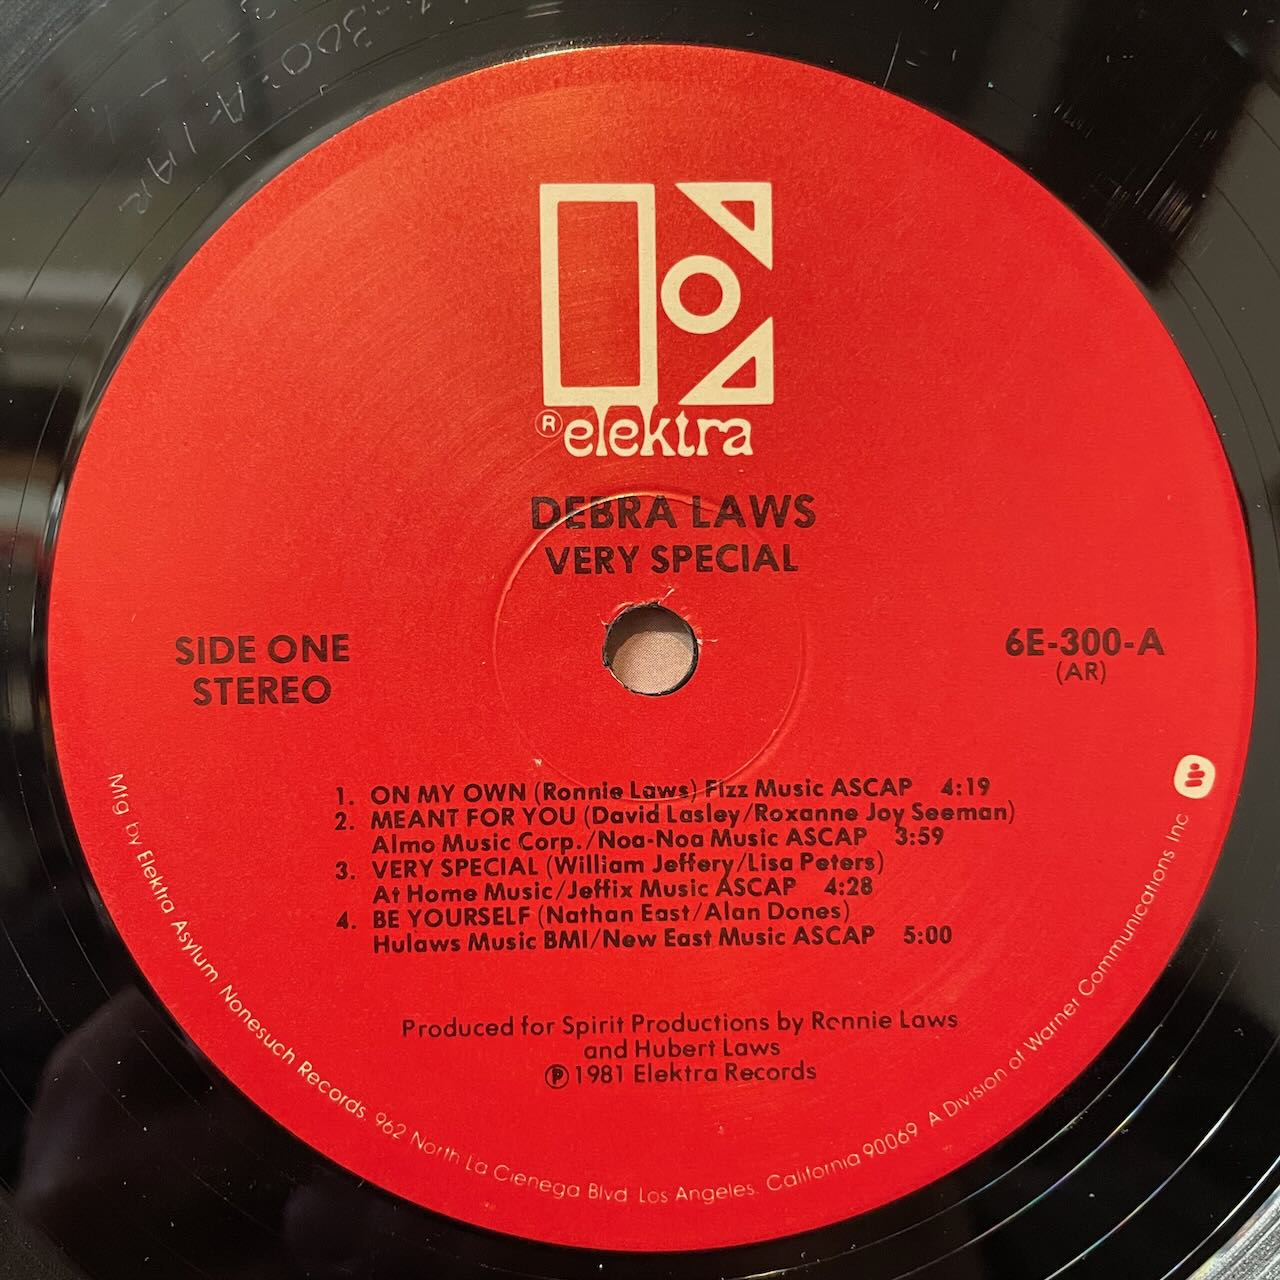 300-A-1AR
® elektra
DEBRA LAWS
VERY SPECIAL
SIDE ONE
STEREO
6E-300-A
(AR)
1. ON MY OWN (Ronnie Laws) Fizz Music ASCAP 4:19
2. MEANT FOR YOU (David Lasley/Roxanne Joy Seeman)
Almo Music Corp./Noa-Noa Music ASCAP 3:59
3. VERY SPECIAL (William Jeffery/Lisa Peters)
At Home Music/Jeffix Music ASCAP 4:28
4. BE YOURSELF (Nathan East/Alan Dones)
Hulaws Music BMI/New East Music ASCAP 5:00
Produced for Spirit Productions by Ronnie Laws
and Hubert Laws
℗ 1981 Elektra Records
Mfg by Elektra Asylum Nonesuch Records. 962 North La Cienega Blvd Los Angeles. California 90069 A Division of Warner Communications Inc